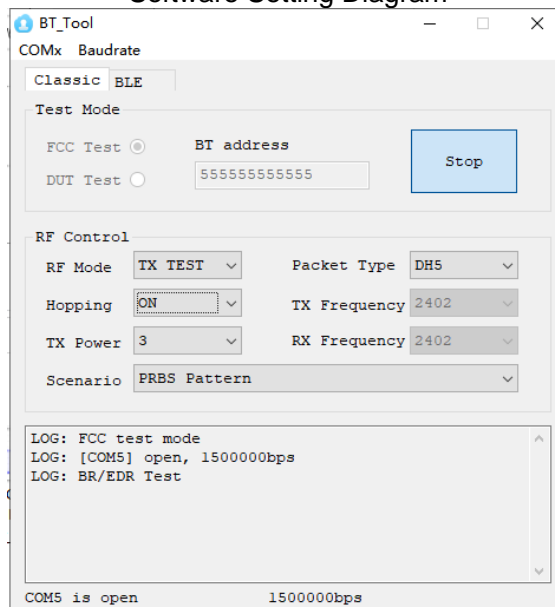 Software Setting Diagram
BT_Tool
COMx Baudrate
Classic BLE
Test Mode
FCC Test BT address
DUT Test 555555555555
Stop
RF Control
RF Mode TX TEST Packet Type DH5
Hopping ON TX Frequency 2402
TX Power 3 RX Frequency 2402
Scenario PRBS Pattern
LOG: FCC test mode
LOG: [COM5] open, 1500000bps
LOG: BR/EDR Test
COM5 is open 1500000bps